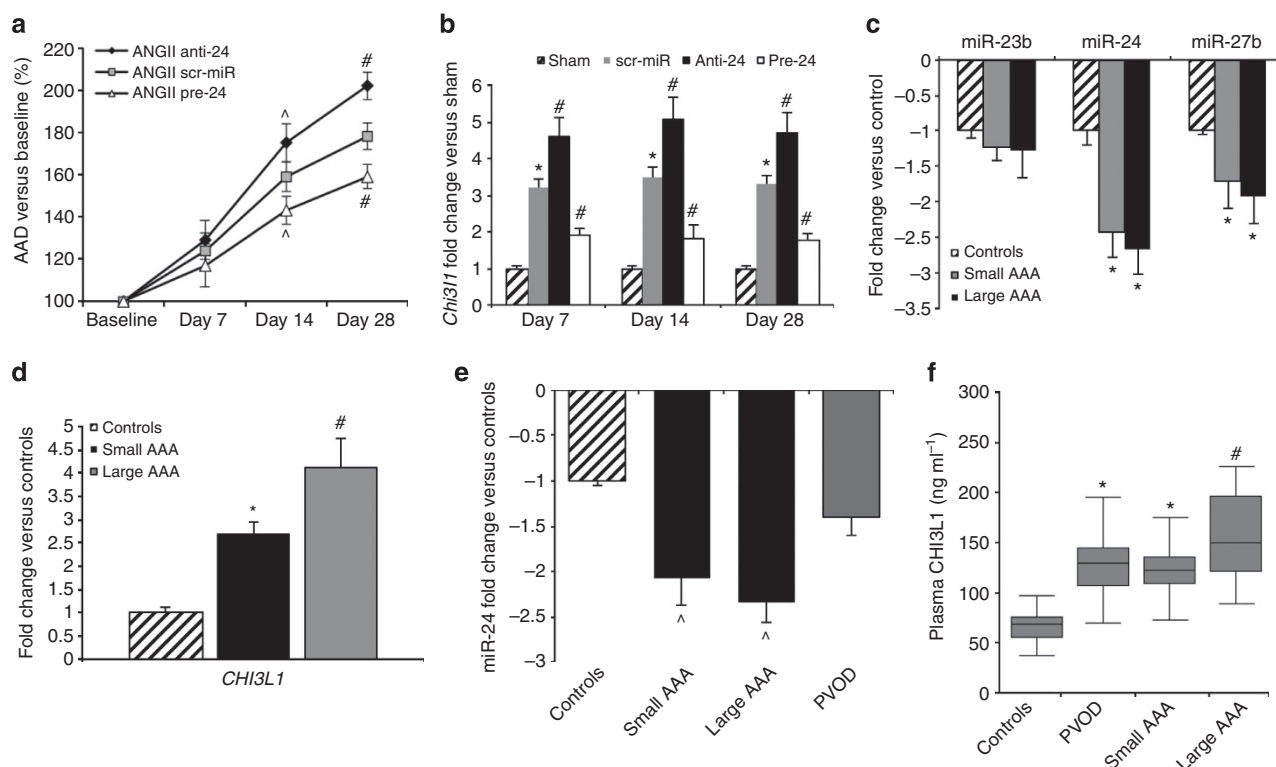 a
ANGII anti-24
ANGII scr-miR
ANGII pre-24
AAD versus baseline (%)
220
200
180
160
140
120
100
#
^
^
#
Baseline Day 7 Day 14 Day 28
b
Sham scr-miR Anti-24 Pre-24
Chi3l1 fold change versus sham
6
5
4
3
2
1
0
* # #
* # #
* # #
Day 7 Day 14 Day 28
c
miR-23b miR-24 miR-27b
Fold change versus control
0
–0.5
–1
–1.5
–2
–2.5
–3
–3.5
* *
* *
Controls
Small AAA
Large AAA
d
Fold change versus controls
5
4.5
4
3.5
3
2.5
2
1.5
1
0.5
0
Controls
Small AAA
Large AAA
*
#
CHI3L1
e
miR-24 fold change versus controls
0
–0.5
–1
–1.5
–2
–2.5
–3
^
^
Controls
Small AAA
Large AAA
PVOD
f
Plasma CHI3L1 (ng ml⁻¹)
300
250
200
150
100
50
0
*
*
#
Controls
PVOD
Small AAA
Large AAA